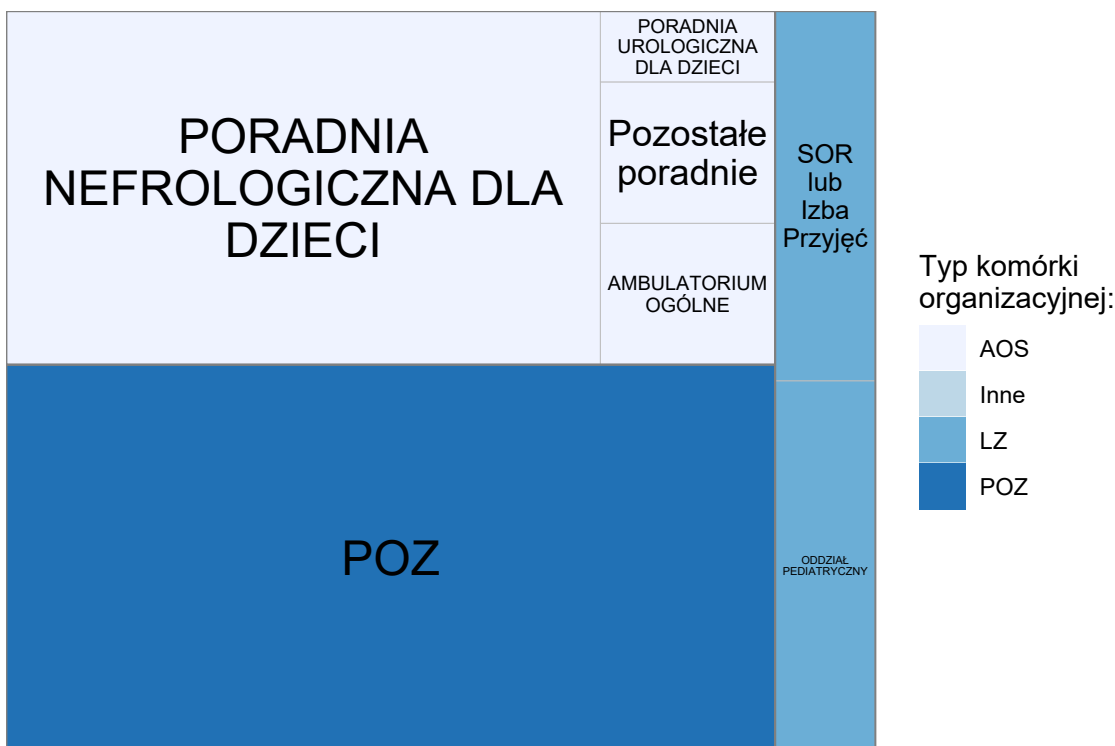 PORADNIA
NEFROLOGICZNA DLA
DZIECI
PORADNIA
UROLOGICZNA
DLA DZIECI
Pozostałe
poradnie
AMBULATORIUM
OGÓLNE
SOR
lub
Izba
Przyjęć
POZ
ODDZIAŁ
PEDIATRYCZNY
Typ komórki
organizacyjnej:
AOS
Inne
LZ
POZ